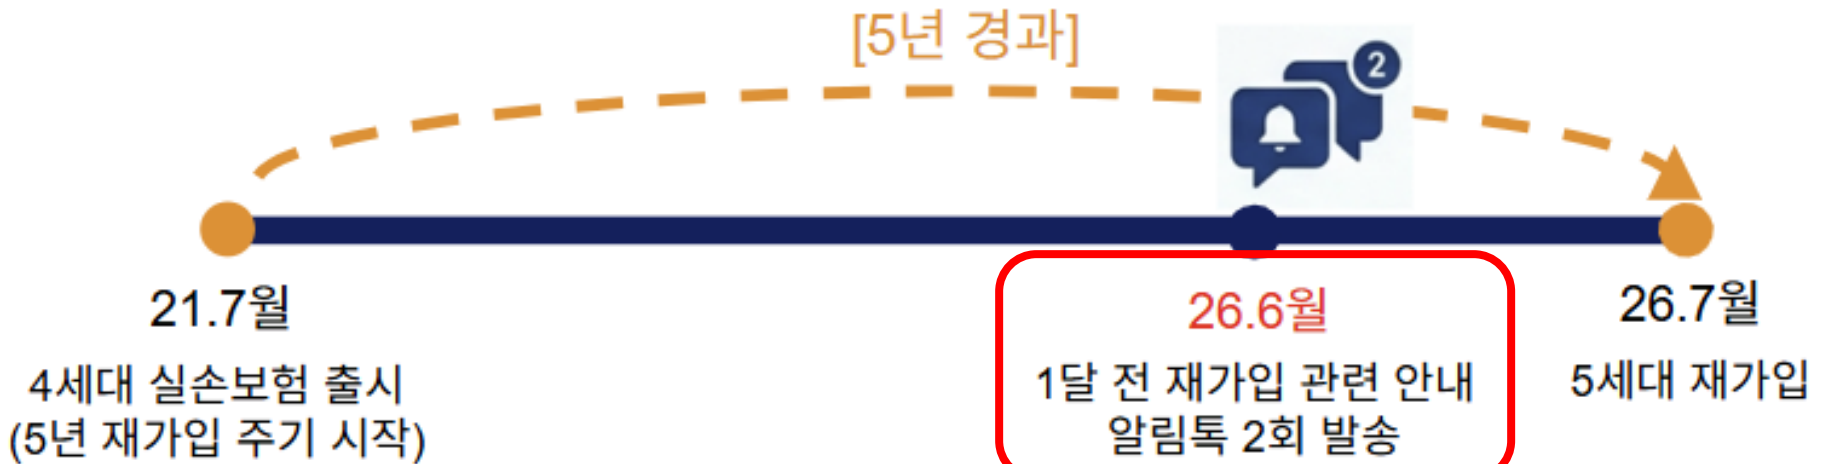 [5년 경과]
2
21.7월
4세대 실손보험 출시
(5년 재가입 주기 시작)
26.6월
1달 전 재가입 관련 안내
알림톡 2회 발송
26.7월
5세대 재가입